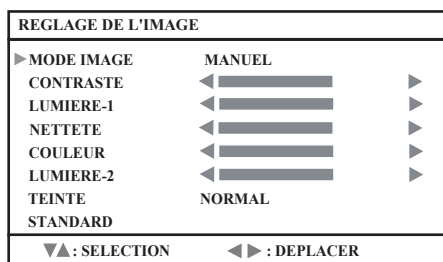 REGLAGE DE L'IMAGE
MODE IMAGE MANUEL
CONTRASTE
LUMIERE-1
NETTETE
COULEUR
LUMIERE-2
TEINTE NORMAL
STANDARD
▼▲: SELECTION ◀ ▶ : DEPLACER